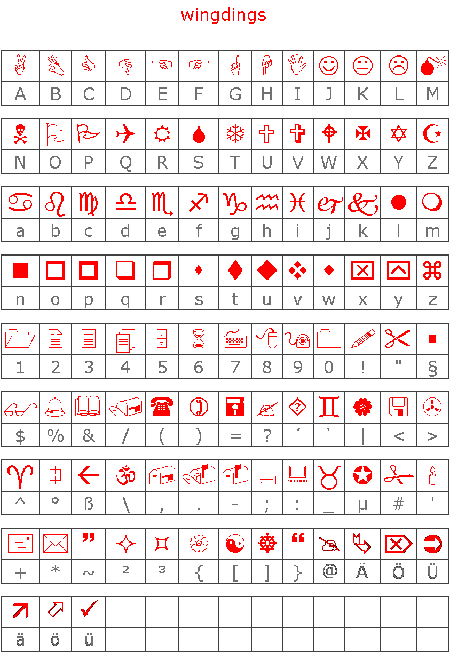 wingdings
A B C D E F G H I J K L M
N O P Q R S T U V W X Y Z
a b c d e f g h i j k l m
n o p q r s t u v w x y z
1 2 3 4 5 6 7 8 9 0 ! " §
$ % & / ( ) = ? ´ ` | < >
^ ° ß \ , . - ; : _ µ # '
+ * ~ ² ³ { [ ] } @ Ä Ö Ü
ä ö ü